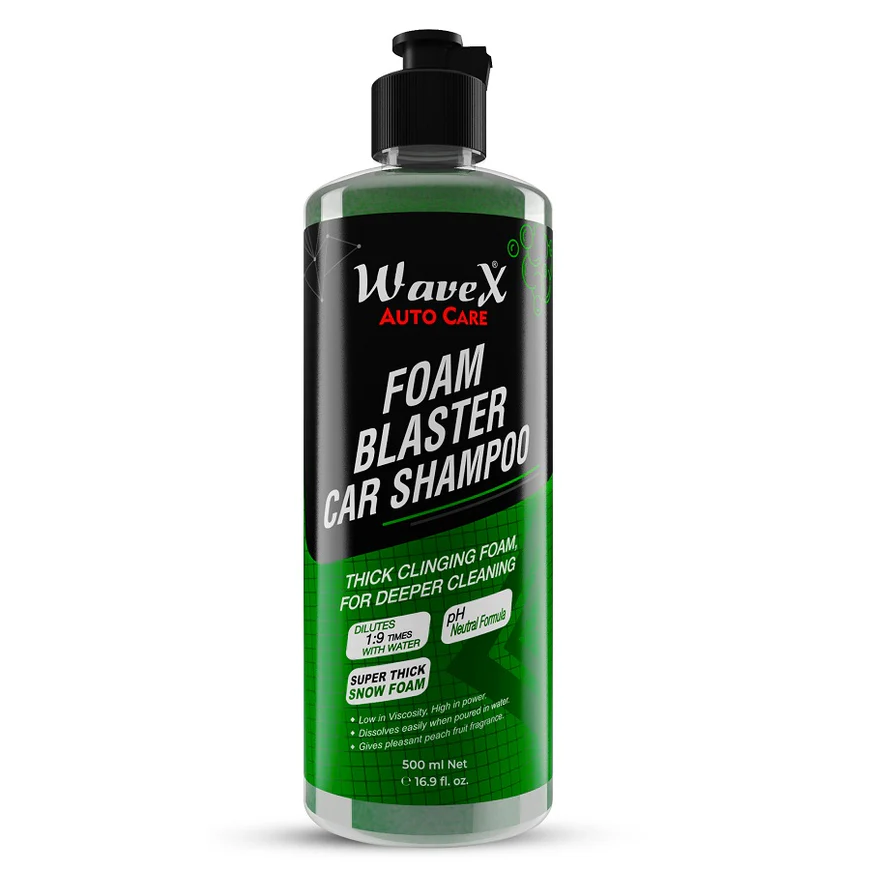 WaveX®
AUTO CARE
FOAM
BLASTER
CAR SHAMPOO
THICK CLINGING FOAM,
FOR DEEPER CLEANING
DILUTES
1:9 TIMES
WITH WATER
pH
Neutral Formula
SUPER THICK
SNOW FOAM
◆ Low in Viscosity, High in power.
◆ Dissolves easily when poured in water.
◆ Gives pleasant peach fruit fragrance.
500 ml Net
℮ 16.9 fl. oz.